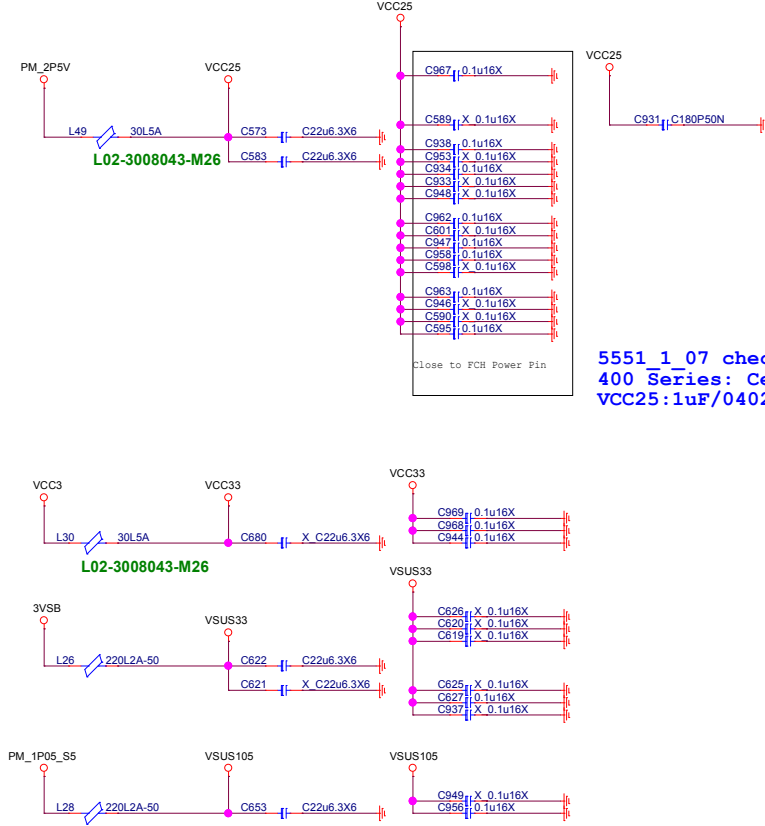 VCC25
PM_2P5V
VCC25
VCC25
C967 0.1u16X
L49 30L5A
C573 C22u6.3X6
C589 X_0.1u16X
C931 C180P50N
L02-3008043-M26
C583 C22u6.3X6
C938 0.1u16X
C953 X_0.1u16X
C934 0.1u16X
C933 X_0.1u16X
C948 X_0.1u16X
C962 0.1u16X
C601 X_0.1u16X
C947 0.1u16X
C958 0.1u16X
C598 X_0.1u16X
C963 0.1u16X
C946 X_0.1u16X
C590 X_0.1u16X
C595 0.1u16X
Close to FCH Power Pin
5551_1_07 chec
400 Series: Ce
VCC25:1uF/0402
VCC3
VCC33
VCC33
L30 30L5A
C680 X_C22u6.3X6
C969 0.1u16X
C968 0.1u16X
C944 0.1u16X
L02-3008043-M26
VSUS33
3VSB
VSUS33
C626 X_0.1u16X
C620 X_0.1u16X
C619 X_0.1u16X
L26 220L2A-50
C622 C22u6.3X6
C621 X_C22u6.3X6
C625 X_0.1u16X
C627 0.1u16X
C937 X_0.1u16X
PM_1P05_S5
VSUS105
VSUS105
L28 220L2A-50
C653 C22u6.3X6
C949 X_0.1u16X
C956 0.1u16X